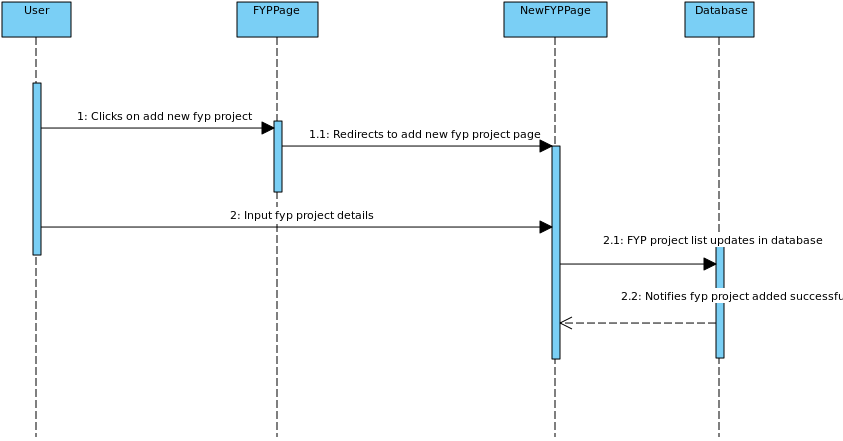 User
FYPPage
NewFYPPage
Database
1: Clicks on add new fyp project
1.1: Redirects to add new fyp project page
2: Input fyp project details
2.1: FYP project list updates in database
2.2: Notifies fyp project added successfu